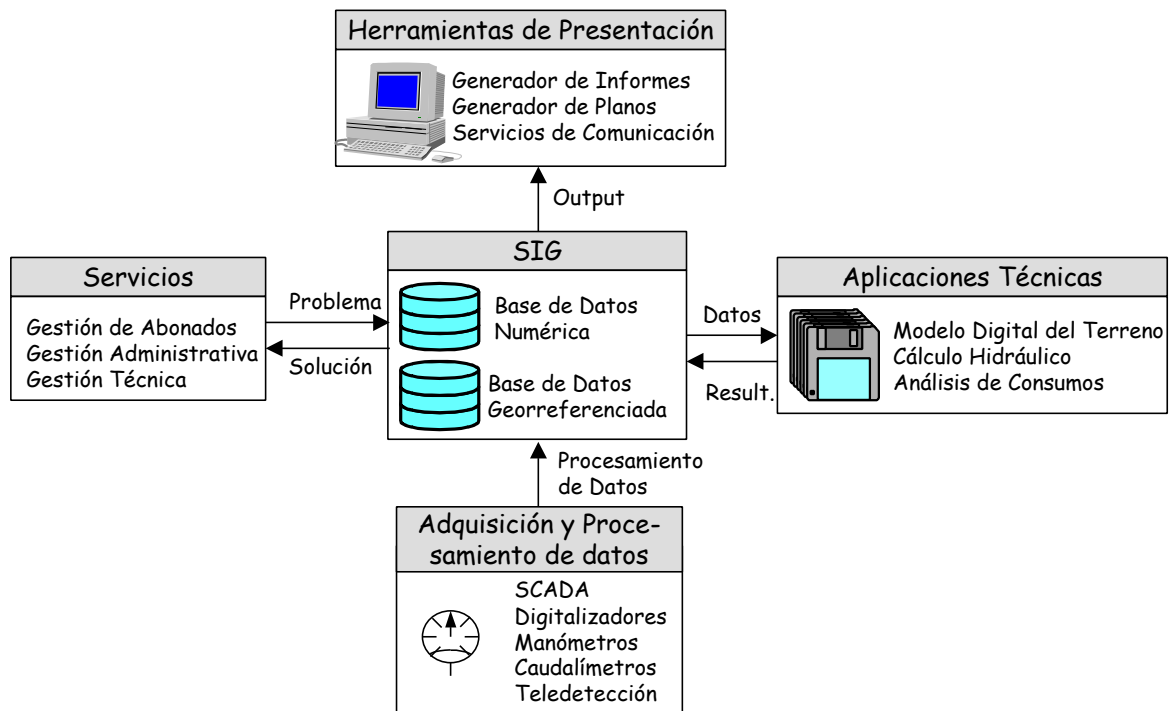 Herramientas de Presentación
Generador de Informes
Generador de Planos
Servicios de Comunicación
Output
SIG
Base de Datos
Numérica
Base de Datos
Georreferenciada
Servicios
Gestión de Abonados
Gestión Administrativa
Gestión Técnica
Problema
Solución
Datos
Result.
Aplicaciones Técnicas
Modelo Digital del Terreno
Cálculo Hidráulico
Análisis de Consumos
Procesamiento
de Datos
Adquisición y Proce-
samiento de datos
SCADA
Digitalizadores
Manómetros
Caudalímetros
Teledetección